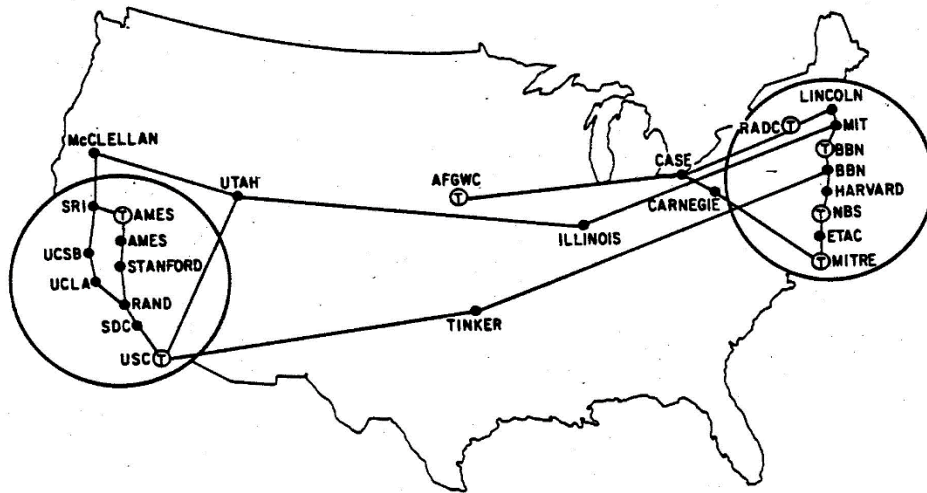 McCLELLAN
SRI
T AMES
AMES
UCSB
STANFORD
UCLA
RAND
SDC
USC T
UTAH
AFGWC
T
TINKER
ILLINOIS
CASE
CARNEGIE
LINCOLN
RADC T
MIT
T BBN
BBN
HARVARD
T NBS
ETAC
T MITRE